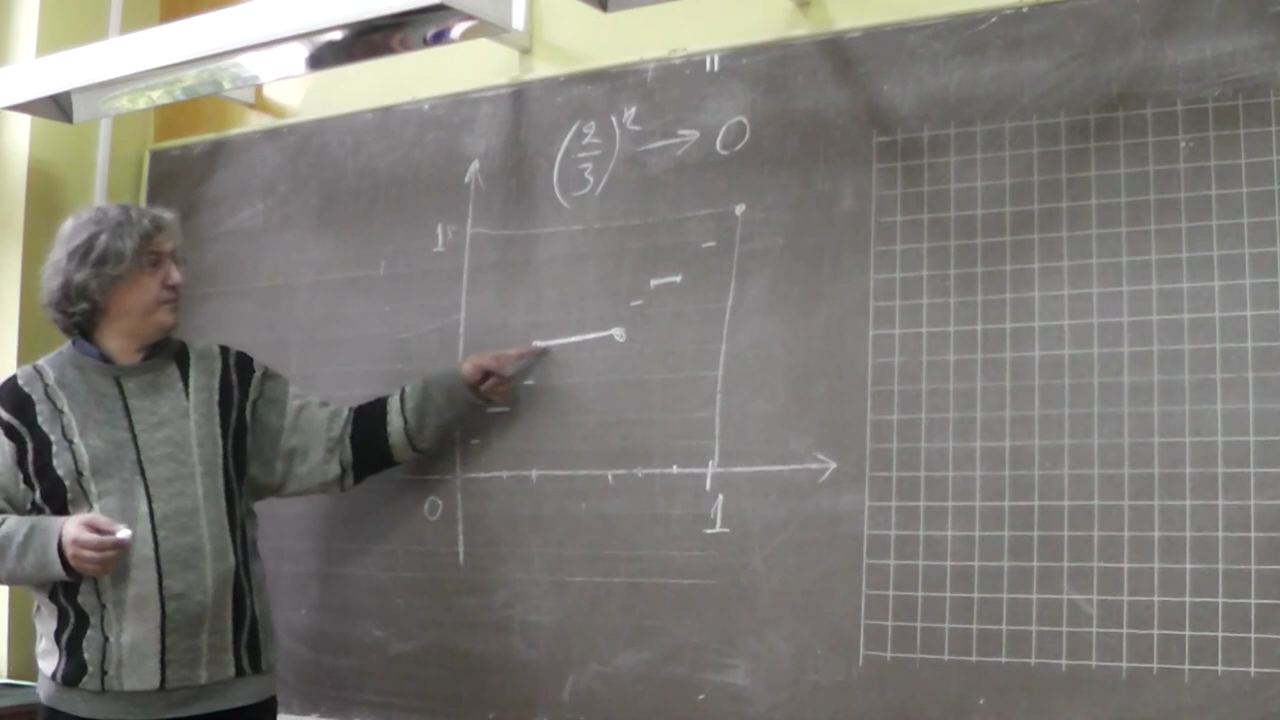 (2/3)^n → 0
1
0
1